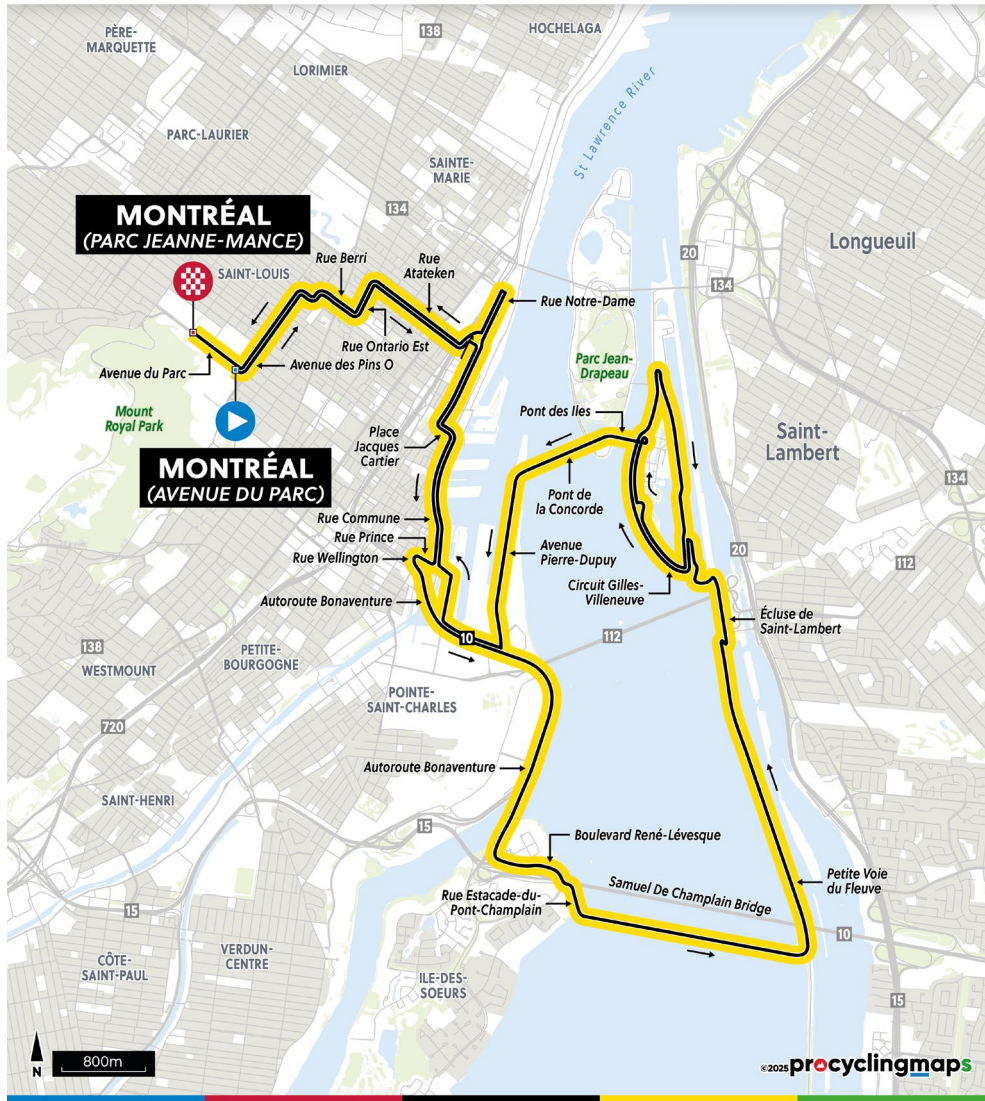 PÈRE-
MARQUETTE
138
HOCHELAGA
LORIMIER
St Lawrence River
PARC-LAURIER
SAINTE-
MARIE
134
MONTRÉAL
(PARC JEANNE-MANCE)
20
Longueuil
SAINT-LOUIS
Rue Berri
Rue
Atateken
134
Rue Notre-Dame
Rue Ontario Est
Avenue des Pins O
Avenue du Parc
Parc Jean-
Drapeau
Mount
Royal Park
Pont des Iles
Place
Jacques
Cartier
Saint-
Lambert
MONTRÉAL
(AVENUE DU PARC)
134
Pont de
la Concorde
Rue Commune
Rue Prince
Rue Wellington
Avenue
Pierre-Dupuy
20
112
Circuit Gilles-
Villeneuve
Autoroute Bonaventure
Écluse de
Saint-Lambert
10
112
138
WESTMOUNT
PETITE-
BOURGOGNE
POINTE-
SAINT-CHARLES
720
Autoroute Bonaventure
SAINT-HENRI
15
Boulevard René-Lévesque
Petite Voie
du Fleuve
Samuel De Champlain Bridge
Rue Estacade-du-
Pont-Champlain
15
10
CÔTE-
SAINT-PAUL
VERDUN-
CENTRE
ILE-DES-
SOEURS
15
N
800m
©2025 procyclingmaps